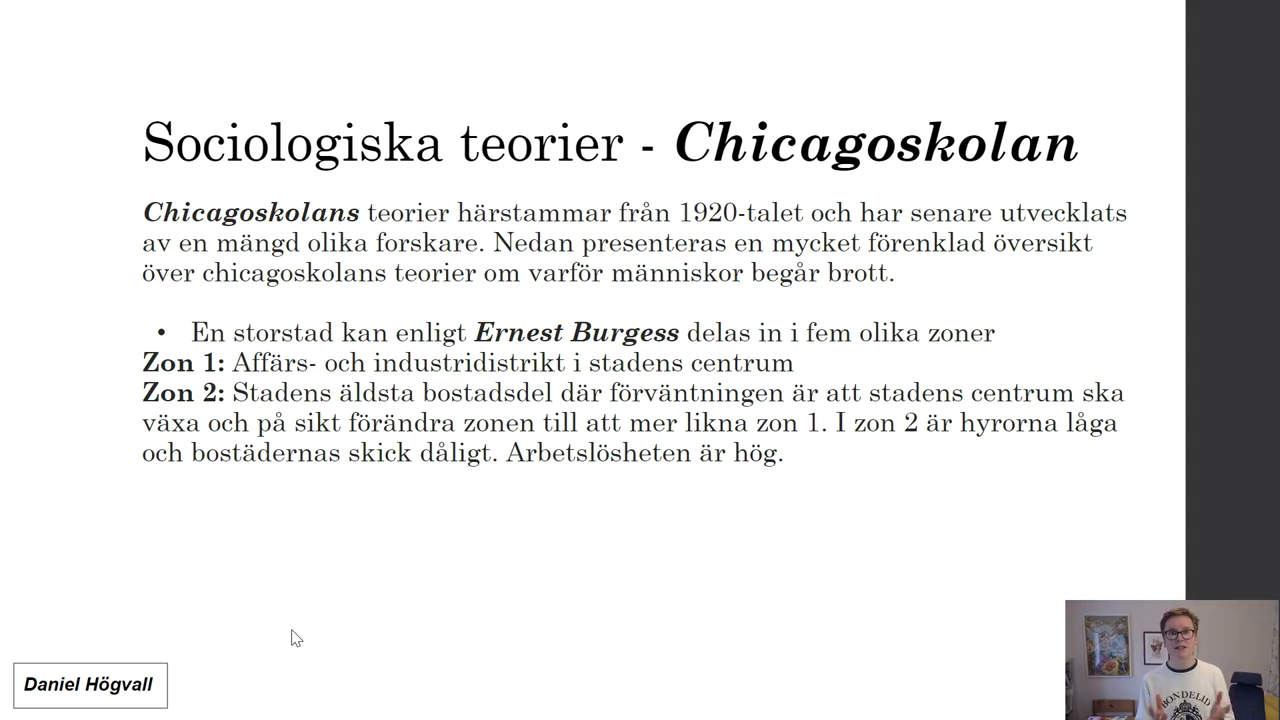 Sociologiska teorier - Chicagoskolan
Chicagoskolans teorier härstammar från 1920-talet och har senare utvecklats
av en mängd olika forskare. Nedan presenteras en mycket förenklad översikt
över chicagoskolans teorier om varför människor begår brott.
• En storstad kan enligt Ernest Burgess delas in i fem olika zoner
Zon 1: Affärs- och industridistrikt i stadens centrum
Zon 2: Stadens äldsta bostadsdel där förväntningen är att stadens centrum ska
växa och på sikt förändra zonen till att mer likna zon 1. I zon 2 är hyrorna låga
och bostädernas skick dåligt. Arbetslösheten är hög.
Daniel Högvall
BONDELID